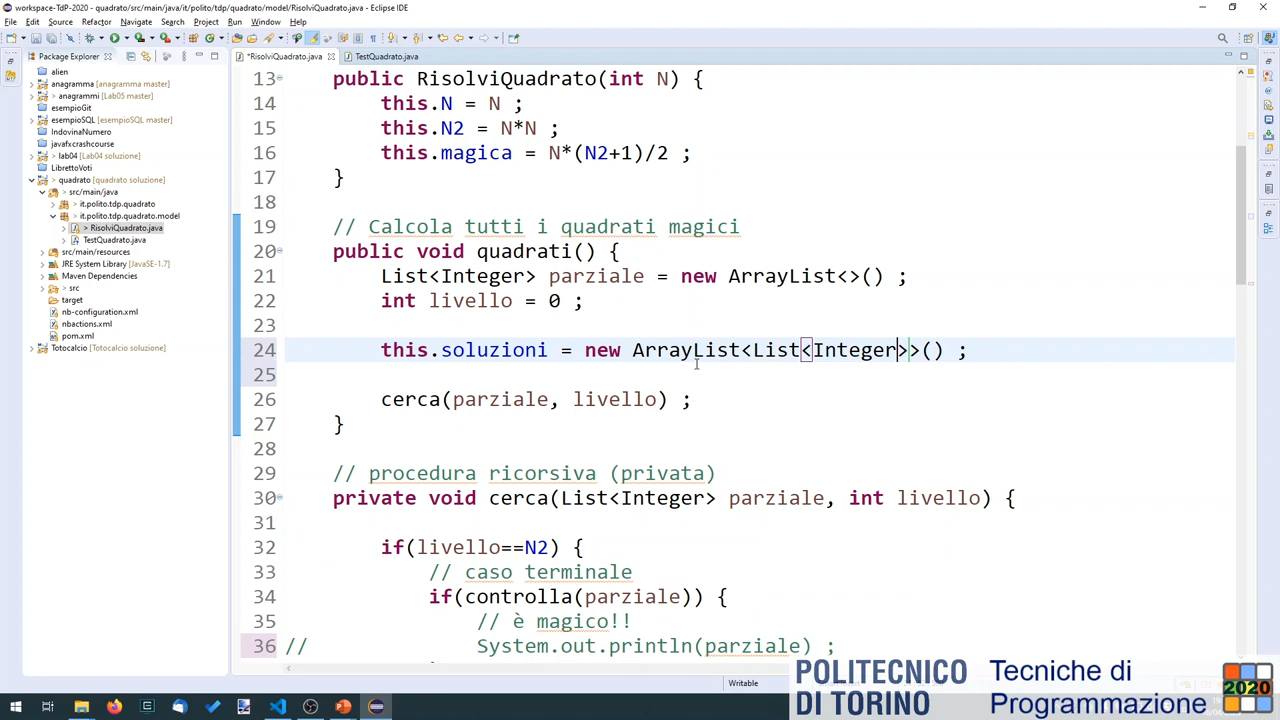 workspace-TdP-2020 - quadrato/src/main/java/it/polito/tdp/quadrato/model/RisolviQuadrato.java - Eclipse IDE
File Edit Source Refactor Navigate Search Project Run Window Help
Package Explorer
*RisolviQuadrato.java
TestQuadrato.java
alien
anagramma [anagramma master]
> anagrammi [Lab05 master]
esempioGit
esempioSQL [esempioSQL master]
IndovinaNumero
javafxcrashcourse
> lab04 [Lab04 soluzione]
LibrettoVoti
> quadrato [quadrato soluzione]
> src/main/java
> it.polito.tdp.quadrato
> it.polito.tdp.quadrato.model
> RisolviQuadrato.java
TestQuadrato.java
src/main/resources
JRE System Library [JavaSE-1.7]
Maven Dependencies
> src
target
nb-configuration.xml
nbactions.xml
pom.xml
> Totocalcio [Totocalcio soluzione]
13 public RisolviQuadrato(int N) {
14 this.N = N ;
15 this.N2 = N*N ;
16 this.magica = N*(N2+1)/2 ;
17 }
18
19 // Calcola tutti i quadrati magici
20 public void quadrati() {
21 List<Integer> parziale = new ArrayList<>() ;
22 int livello = 0 ;
23
24 this.soluzioni = new ArrayList<List<Integer>>() ;
25
26 cerca(parziale, livello) ;
27 }
28
29 // procedura ricorsiva (privata)
30 private void cerca(List<Integer> parziale, int livello) {
31
32 if(livello==N2) {
33 // caso terminale
34 if(controlla(parziale)) {
35 // è magico!!
36 // System.out.println(parziale) ;
Writable
POLITECNICO
DI TORINO
Tecniche di
Programmazione
2020